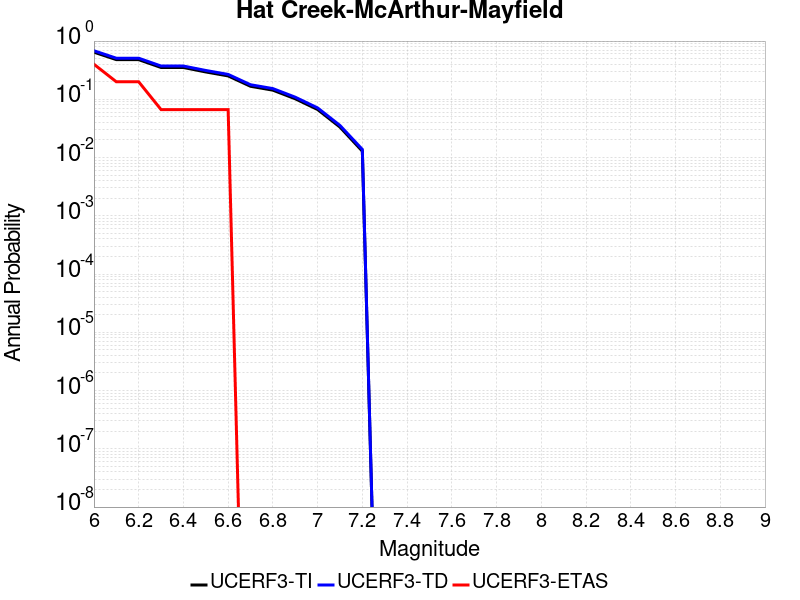 Hat Creek-McArthur-Mayfield
10^0
10^-1
10^-2
10^-3
10^-4
10^-5
10^-6
10^-7
10^-8
Annual Probability
6 6.2 6.4 6.6 6.8 7 7.2 7.4 7.6 7.8 8 8.2 8.4 8.6 8.8 9
Magnitude
UCERF3-TI UCERF3-TD UCERF3-ETAS